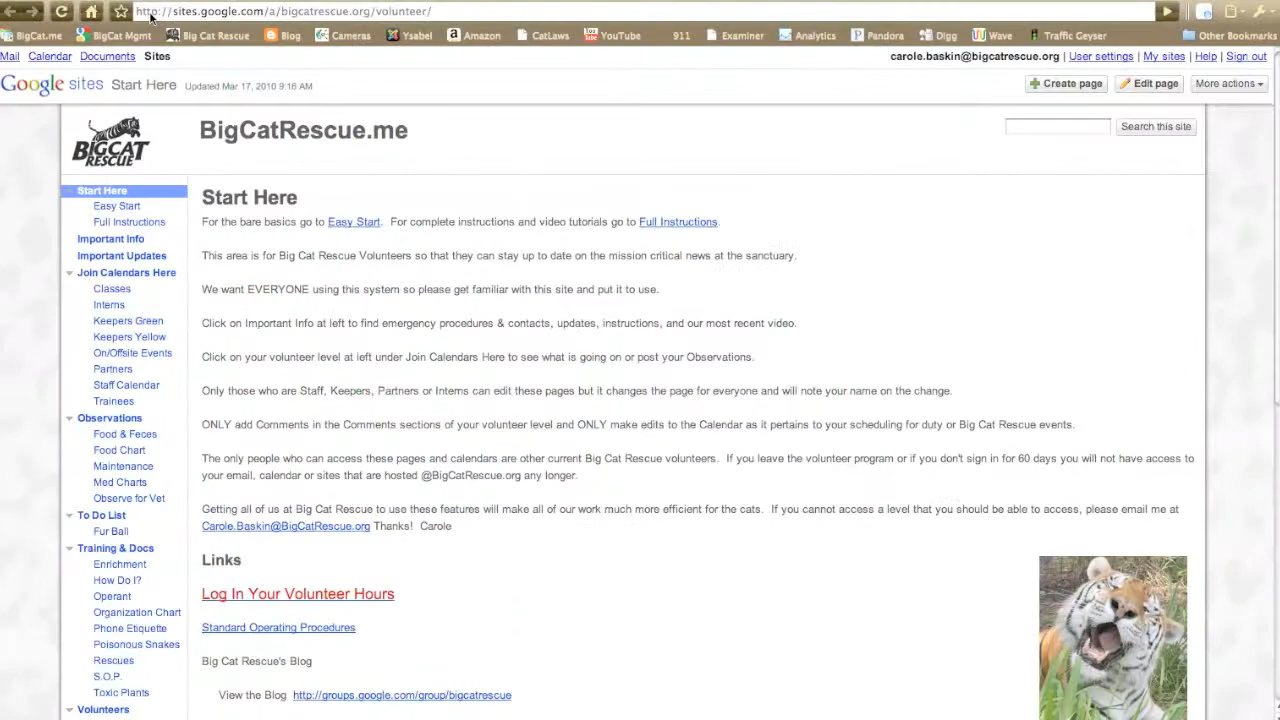 http://sites.google.com/a/bigcatrescue.org/volunteer/
BigCat.me BigCat Mgmt Big Cat Rescue Blog Cameras Ysabel Amazon CatLaws YouTube 911 Examiner Analytics Pandora Digg Wave Traffic Geyser Other Bookmarks
Mail Calendar Documents Sites carole.baskin@bigcatrescue.org | User settings | My sites | Help | Sign out
Google sites Start Here Updated Mar 17, 2010 9:16 AM Create page Edit page More actions
BIGCAT
RESCUE
BigCatRescue.me
Search this site
Start Here
Easy Start
Full Instructions
Important Info
Important Updates
Join Calendars Here
Classes
Interns
Keepers Green
Keepers Yellow
On/Offsite Events
Partners
Staff Calendar
Trainees
Observations
Food & Feces
Food Chart
Maintenance
Med Charts
Observe for Vet
To Do List
Fur Ball
Training & Docs
Enrichment
How Do I?
Operant
Organization Chart
Phone Etiquette
Poisonous Snakes
Rescues
S.O.P.
Toxic Plants
Volunteers
Start Here
For the bare basics go to Easy Start. For complete instructions and video tutorials go to Full Instructions.
This area is for Big Cat Rescue Volunteers so that they can stay up to date on the mission critical news at the sanctuary.
We want EVERYONE using this system so please get familiar with this site and put it to use.
Click on Important Info at left to find emergency procedures & contacts, updates, instructions, and our most recent video.
Click on your volunteer level at left under Join Calendars Here to see what is going on or post your Observations.
Only those who are Staff, Keepers, Partners or Interns can edit these pages but it changes the page for everyone and will note your name on the change.
ONLY add Comments in the Comments sections of your volunteer level and ONLY make edits to the Calendar as it pertains to your scheduling for duty or Big Cat Rescue events.
The only people who can access these pages and calendars are other current Big Cat Rescue volunteers. If you leave the volunteer program or if you don't sign in for 60 days you will not have access to
your email, calendar or sites that are hosted @BigCatRescue.org any longer.
Getting all of us at Big Cat Rescue to use these features will make all of our work much more efficient for the cats. If you cannot access a level that you should be able to access, please email me at
Carole.Baskin@BigCatRescue.org Thanks! Carole
Links
Log In Your Volunteer Hours
Standard Operating Procedures
Big Cat Rescue's Blog
View the Blog http://groups.google.com/group/bigcatrescue